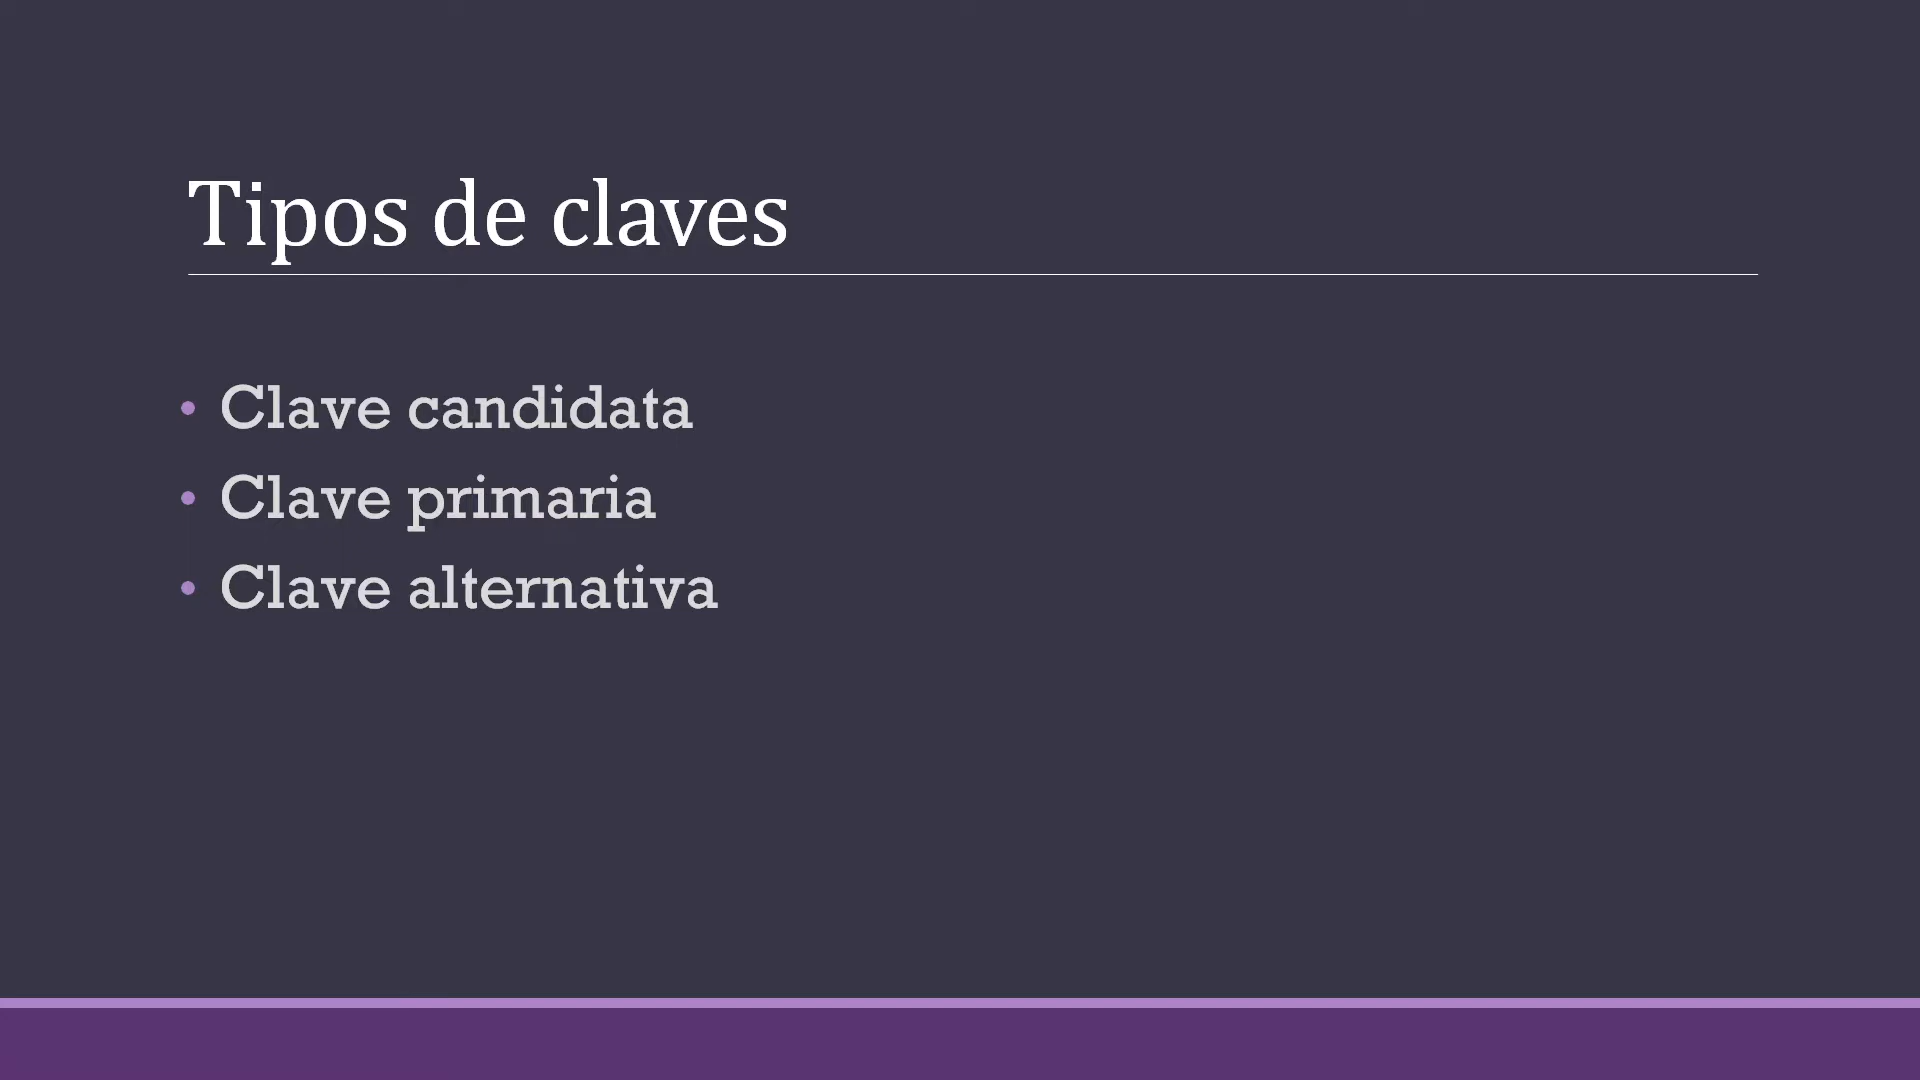 Tipos de claves
• Clave candidata
• Clave primaria
• Clave alternativa